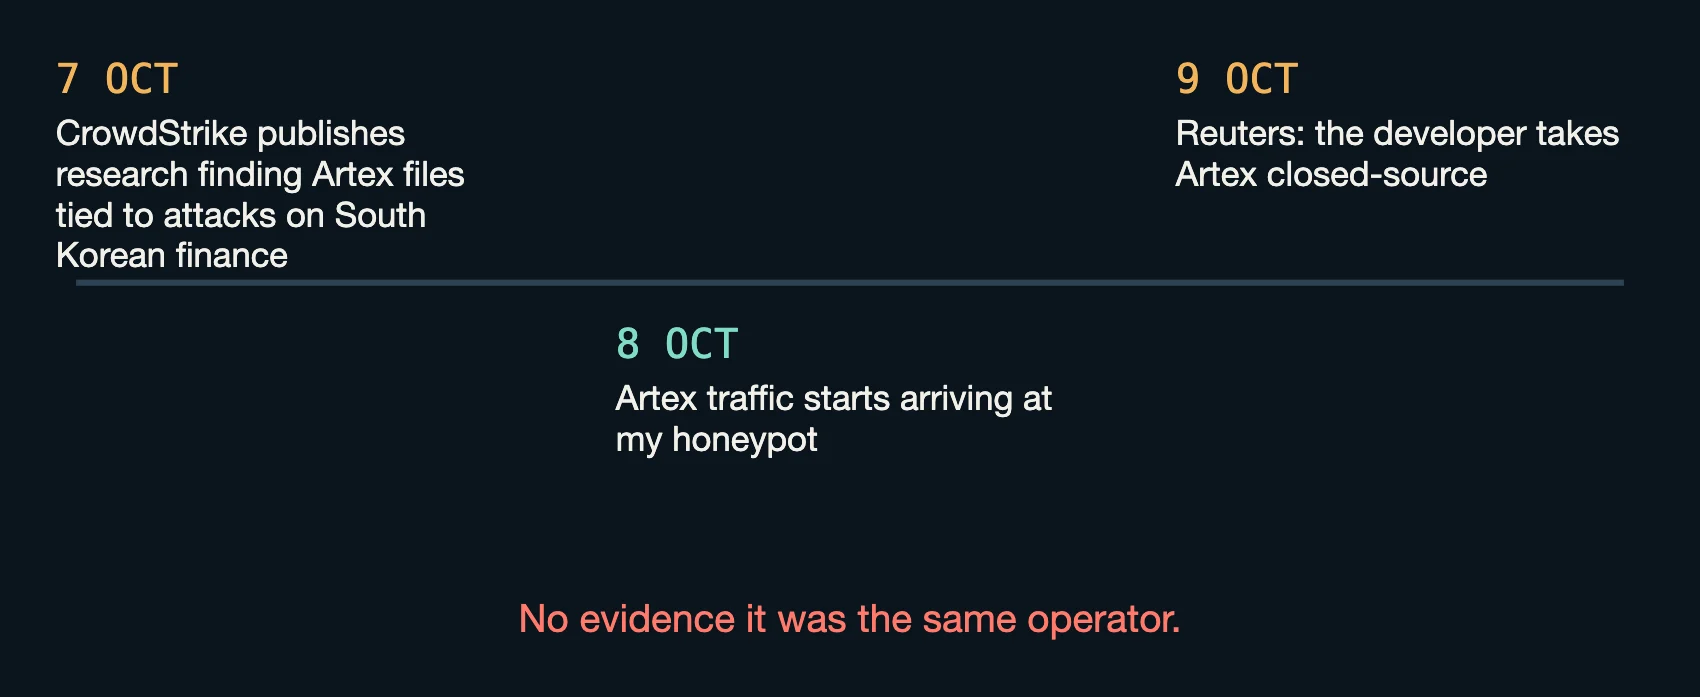 7 OCT
CrowdStrike publishes
research finding Artex files
tied to attacks on South
Korean finance
8 OCT
Artex traffic starts arriving at
my honeypot
9 OCT
Reuters: the developer takes
Artex closed-source
No evidence it was the same operator.